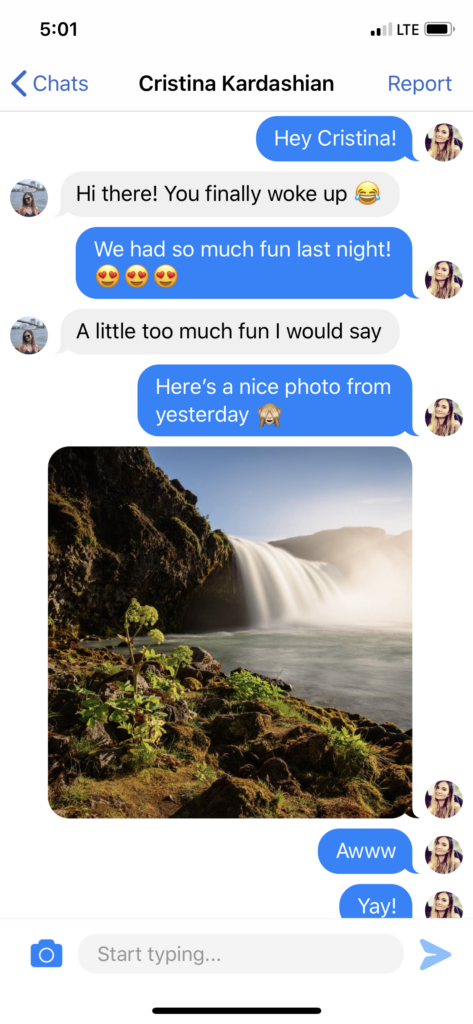 5:01 LTE
Chats Cristina Kardashian Report
Hey Cristina!
Hi there! You finally woke up 😂
We had so much fun last night!
😍😍😍
A little too much fun I would say
Here’s a nice photo from
yesterday 🙈
Awww
Yay!
Start typing...